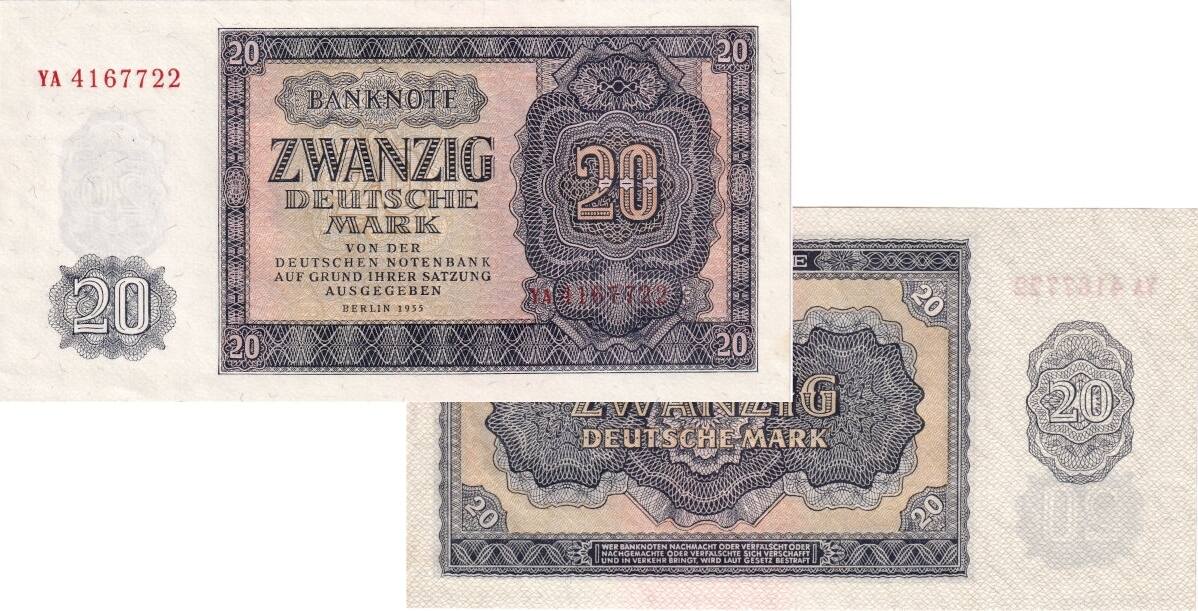 20
20
YA 4167722
BANKNOTE
ZWANZIG
DEUTSCHE
MARK
VON DER
DEUTSCHEN NOTENBANK
AUF GRUND IHRER SATZUNG
AUSGEGEBEN
BERLIN 1955
20
YA 4167722
20
20
20
20
20
ZWANZIG
DEUTSCHE MARK
20
20
WER BANKNOTEN NACHMACHT ODER VERFÄLSCHT ODER
NACHGEMACHTE ODER VERFÄLSCHTE SICH VERSCHAFFT
UND IN VERKEHR BRINGT, WIRD LAUT GESETZ BESTRAFT